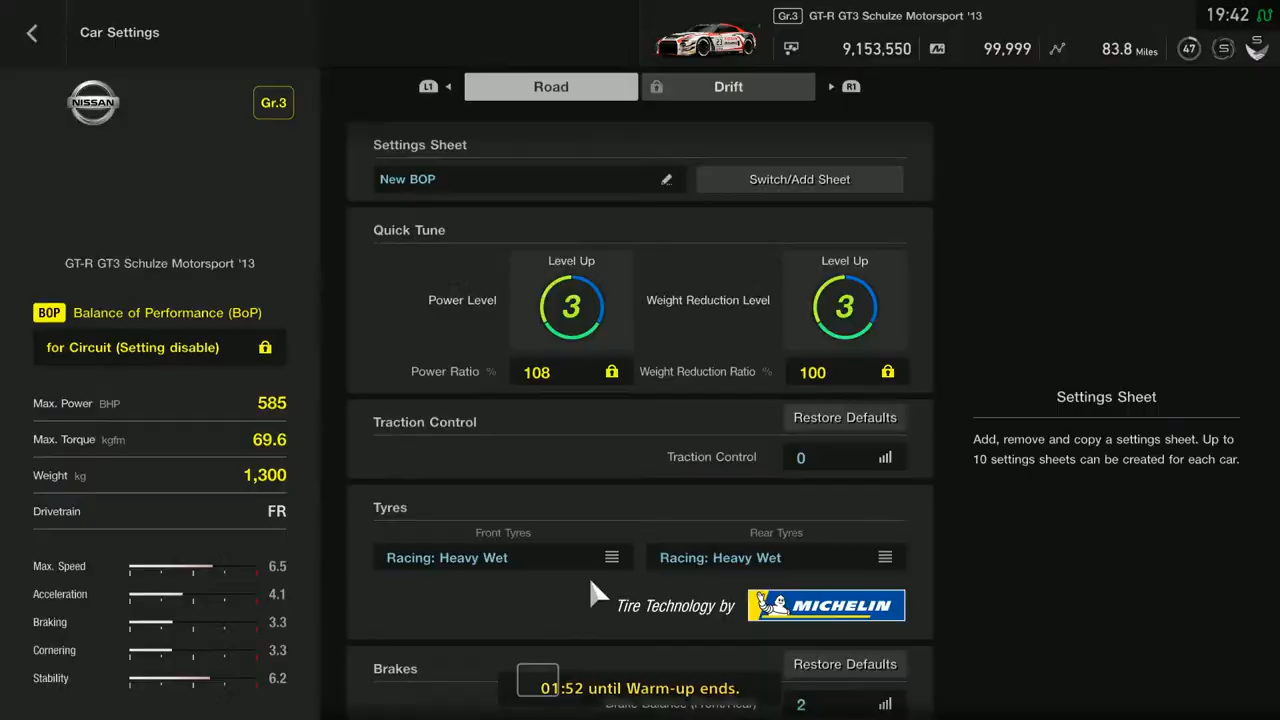 Car Settings
Gr.3 GT-R GT3 Schulze Motorsport '13
19:42
9,153,550 99,999 83.8 Miles 47 S S
L1 Road Drift R1
NISSAN
Gr.3
Settings Sheet
New BOP Switch/Add Sheet
Quick Tune
Level Up Level Up
Power Level 3 Weight Reduction Level 3
Power Ratio % 108 Weight Reduction Ratio % 100
GT-R GT3 Schulze Motorsport '13
BOP Balance of Performance (BoP)
for Circuit (Setting disable)
Max. Power BHP 585
Max. Torque kgfm 69.6
Weight kg 1,300
Drivetrain FR
Max. Speed 6.5
Acceleration 4.1
Braking 3.3
Cornering 3.3
Stability 6.2
Traction Control Restore Defaults
Traction Control 0
Tyres
Front Tyres Rear Tyres
Racing: Heavy Wet Racing: Heavy Wet
Tire Technology by MICHELIN
Brakes Restore Defaults
Brake Balance (Front/Rear) 2
01:52 until Warm-up ends.
Settings Sheet
Add, remove and copy a settings sheet. Up to
10 settings sheets can be created for each car.